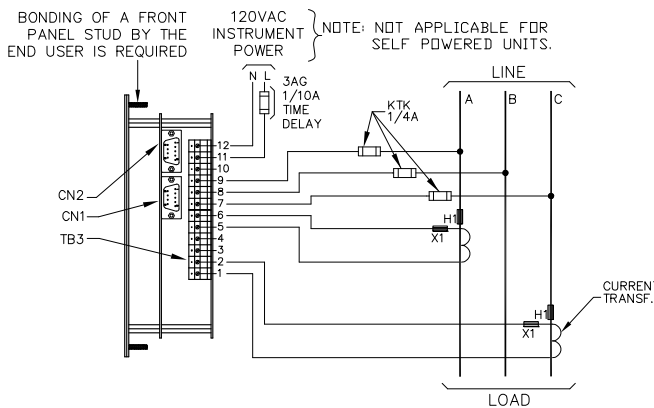 BONDING OF A FRONT
PANEL STUD BY THE
END USER IS REQUIRED
120VAC
INSTRUMENT
POWER
NOTE: NOT APPLICABLE FOR
SELF POWERED UNITS.
N L
3AG
1/10A
TIME
DELAY
LINE
A
B
C
KTK
1/4A
CN2
CN1
TB3
12
11
10
9
8
7
6
5
4
3
2
1
H1
X1
H1
X1
CURREN
TRANSF.
LOAD